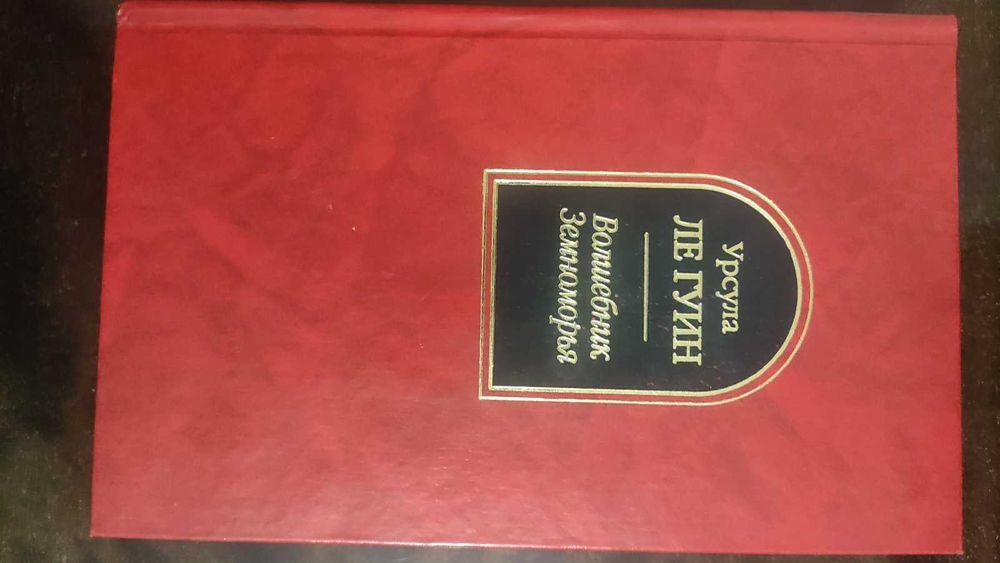 Урсула
ЛЕ ГУИН
Волшебник
Земноморья